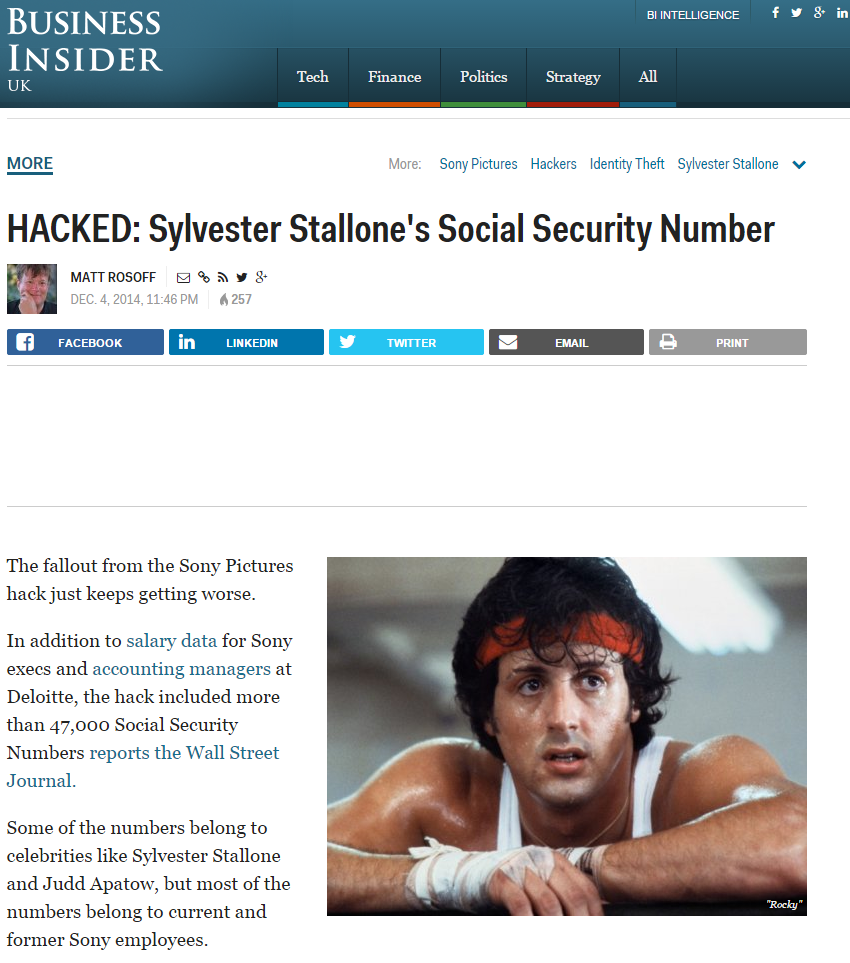 BUSINESS
INSIDER
UK
BI INTELLIGENCE
Tech Finance Politics Strategy All
MORE
More: Sony Pictures Hackers Identity Theft Sylvester Stallone
HACKED: Sylvester Stallone's Social Security Number
MATT ROSOFF
DEC. 4, 2014, 11:46 PM 257
FACEBOOK LINKEDIN TWITTER EMAIL PRINT
The fallout from the Sony Pictures
hack just keeps getting worse.
In addition to salary data for Sony
execs and accounting managers at
Deloitte, the hack included more
than 47,000 Social Security
Numbers reports the Wall Street
Journal.
Some of the numbers belong to
celebrities like Sylvester Stallone
and Judd Apatow, but most of the
numbers belong to current and
former Sony employees.
"Rocky"